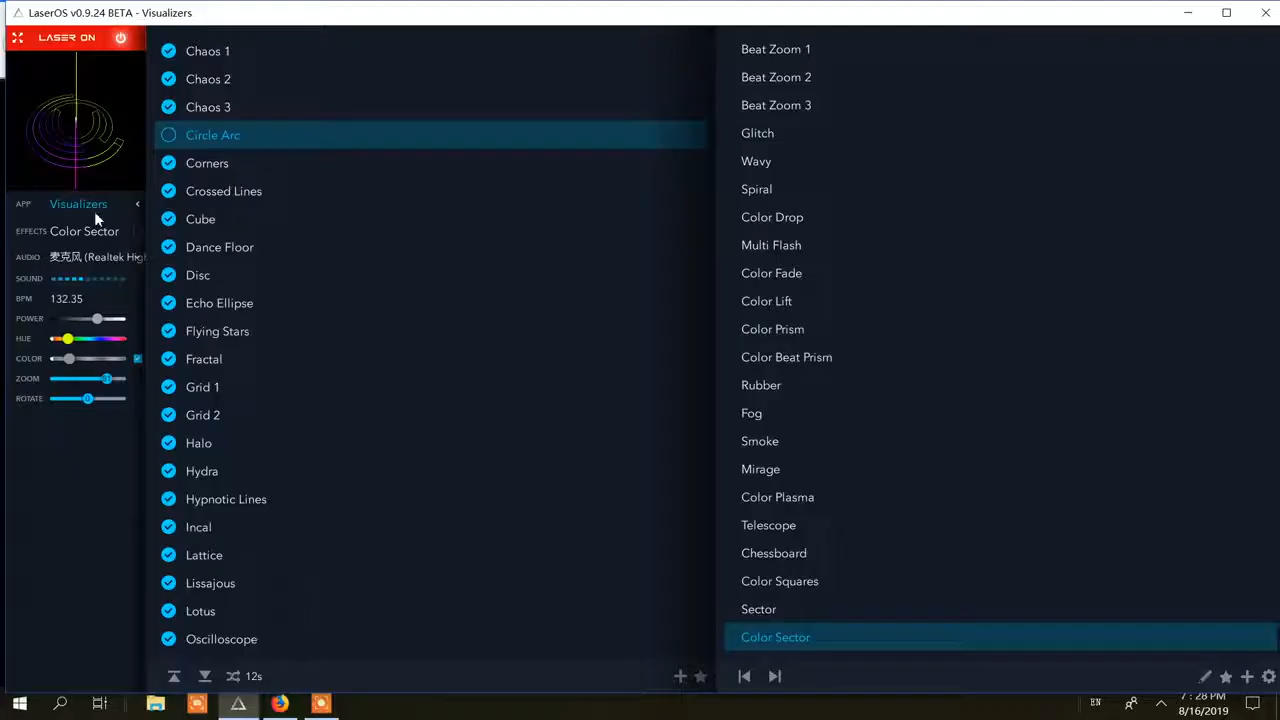 LaserOS v0.9.24 BETA - Visualizers
LASER ON
APP Visualizers
EFFECTS Color Sector
AUDIO 麦克风 (Realtek High
SOUND
BPM 132.35
POWER
HUE
COLOR
ZOOM
ROTATE 0
Chaos 1
Chaos 2
Chaos 3
Circle Arc
Corners
Crossed Lines
Cube
Dance Floor
Disc
Echo Ellipse
Flying Stars
Fractal
Grid 1
Grid 2
Halo
Hydra
Hypnotic Lines
Incal
Lattice
Lissajous
Lotus
Oscilloscope
12s
Beat Zoom 1
Beat Zoom 2
Beat Zoom 3
Glitch
Wavy
Spiral
Color Drop
Multi Flash
Color Fade
Color Lift
Color Prism
Color Beat Prism
Rubber
Fog
Smoke
Mirage
Color Plasma
Telescope
Chessboard
Color Squares
Sector
Color Sector
EN
7:28 PM
8/16/2019